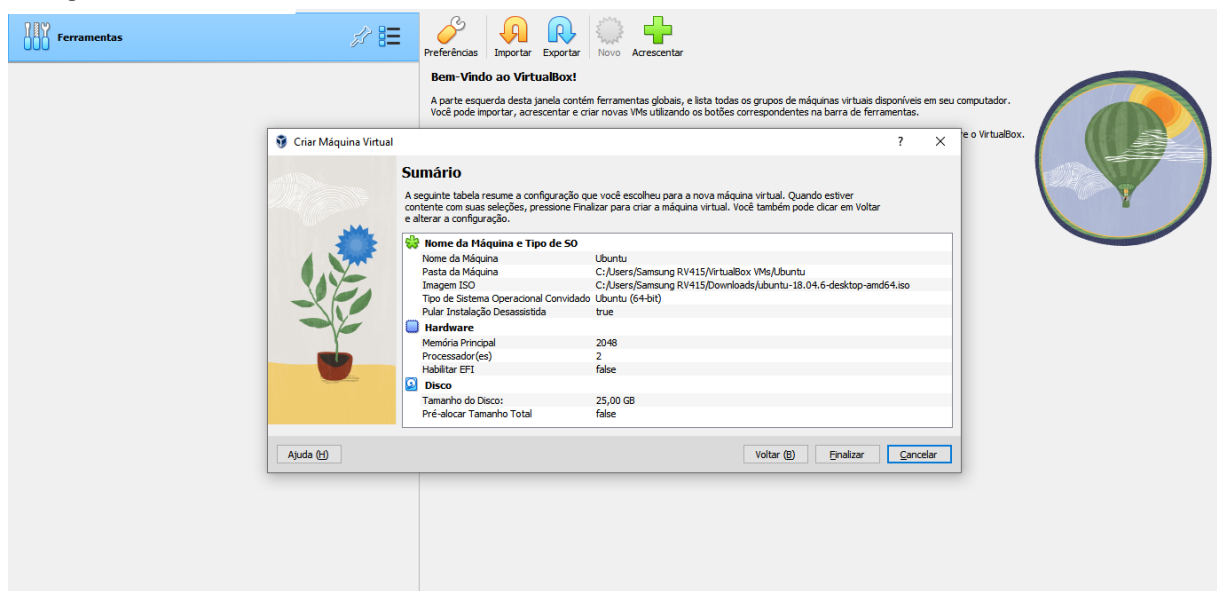 Ferramentas
Preferências Importar Exportar Novo Acrescentar
Bem-Vindo ao VirtualBox!
A parte esquerda desta janela contém ferramentas globais, e lista todas os grupos de máquinas virtuais disponíveis em seu computador.
Você pode importar, acrescentar e criar novas VMs utilizando os botões correspondentes na barra de ferramentas.
e o VirtualBox.
Criar Máquina Virtual ?
Sumário
A seguinte tabela resume a configuração que você escolheu para a nova máquina virtual. Quando estiver
contente com suas seleções, pressione Finalizar para criar a máquina virtual. Você também pode clicar em Voltar
e alterar a configuração.
Nome da Máquina e Tipo de SO
Nome da Máquina Ubuntu
Pasta da Máquina C:/Users/Samsung RV415/VirtualBox VMs/Ubuntu
Imagem ISO C:/Users/Samsung RV415/Downloads/ubuntu-18.04.6-desktop-amd64.iso
Tipo de Sistema Operacional Convidado Ubuntu (64-bit)
Pular Instalação Desassistida true
Hardware
Memória Principal 2048
Processador(es) 2
Habilitar EFI false
Disco
Tamanho do Disco: 25,00 GB
Pré-alocar Tamanho Total false
Ajuda (H) Voltar (B) Finalizar Cancelar